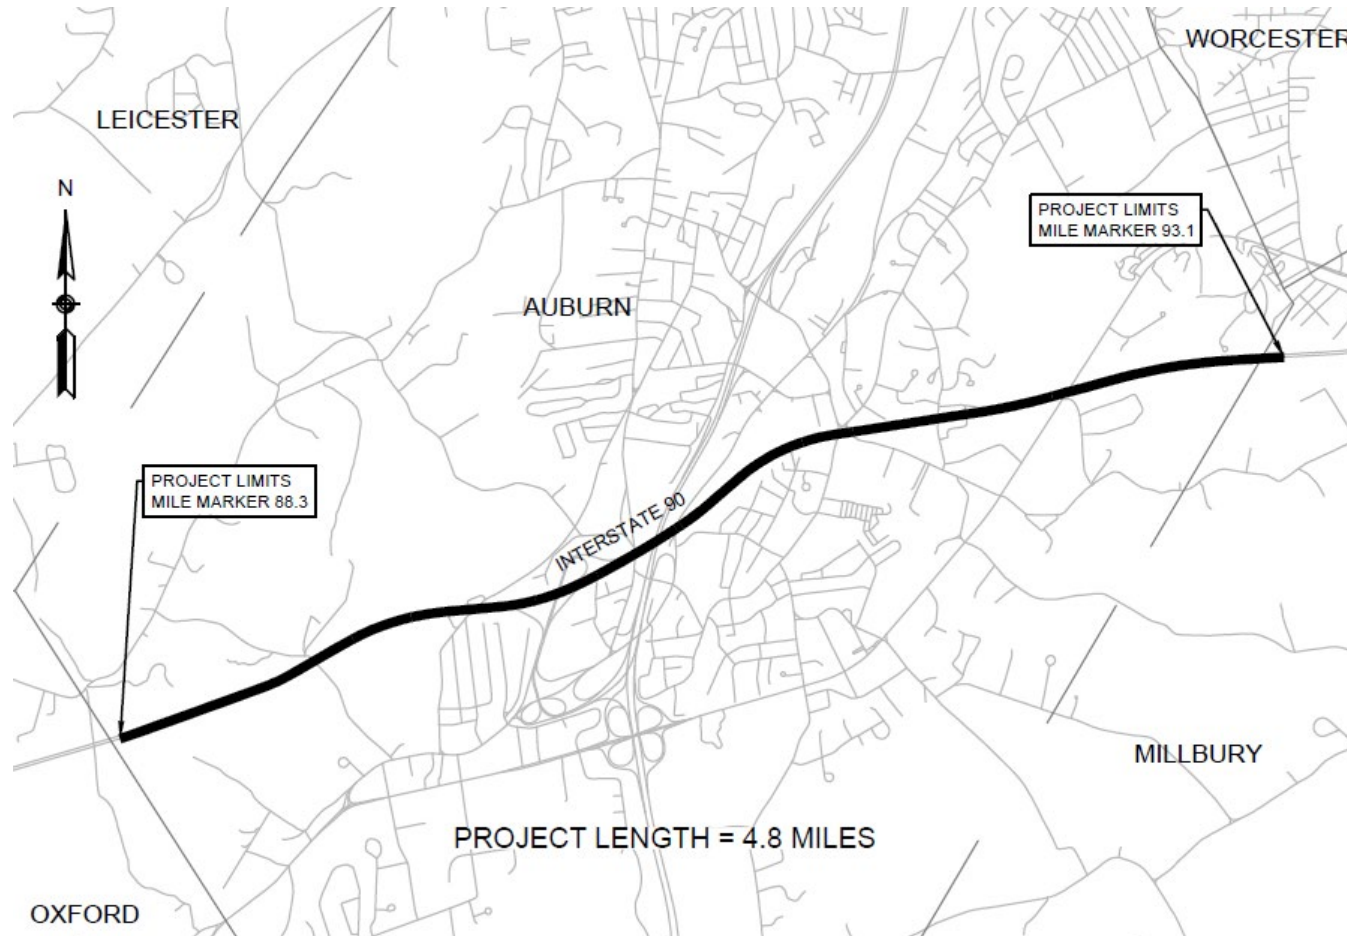 WORCESTER
LEICESTER
N
PROJECT LIMITS
MILE MARKER 93.1
AUBURN
PROJECT LIMITS
MILE MARKER 88.3
INTERSTATE 90
MILLBURY
PROJECT LENGTH = 4.8 MILES
OXFORD